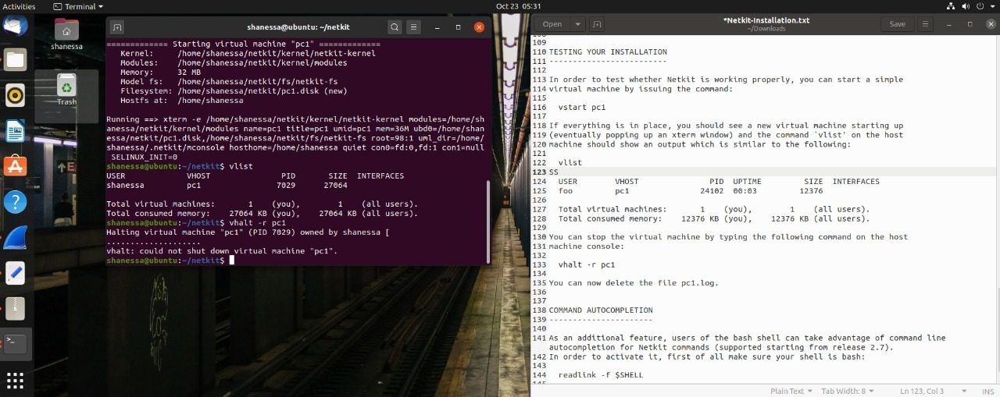 Activities
Terminal
Oct 23 05:31
shanessa
Trash
shanessa@ubuntu: ~/netkit
============= Starting virtual machine "pc1" =============
Kernel: /home/shanessa/netkit/kernel/netkit-kernel
Modules: /home/shanessa/netkit/kernel/modules
Memory: 32 MB
Model fs: /home/shanessa/netkit/fs/netkit-fs
Filesystem: /home/shanessa/netkit/pc1.disk (new)
Hostfs at: /home/shanessa
Running ==> xterm -e /home/shanessa/netkit/kernel/netkit-kernel modules=/home/sh
anessa/netkit/kernel/modules name=pc1 title=pc1 umid=pc1 mem=36M ubd0=/home/shan
essa/netkit/pc1.disk,/home/shanessa/netkit/fs/netkit-fs root=98:1 uml_dir=/home/
shanessa/.netkit/mconsole hosthome=/home/shanessa quiet con0=fd:0,fd:1 con1=null
SELINUX_INIT=0
shanessa@ubuntu:~/netkit$ vlist
USER VHOST PID SIZE INTERFACES
shanessa pc1 7029 27064
Total virtual machines: 1 (you), 1 (all users).
Total consumed memory: 27064 KB (you), 27064 KB (all users).
shanessa@ubuntu:~/netkit$ vhalt -r pc1
Halting virtual machine "pc1" (PID 7029) owned by shanessa [
....................
vhalt: could not shut down virtual machine "pc1".
shanessa@ubuntu:~/netkit$
Open
*Netkit-Installation.txt
~/Downloads
Save
109
110 TESTING YOUR INSTALLATION
111 -------------------------
112
113 In order to test whether Netkit is working properly, you can start a simple
114 virtual machine by issuing the command:
115
116 vstart pc1
117
118 If everything is in place, you should see a new virtual machine starting up
119 (eventually popping up an xterm window) and the command `vlist' on the host
120 machine should show an output which is similar to the following:
121
122 vlist
123 SS
124 USER VHOST PID UPTIME SIZE INTERFACES
125 foo pc1 24102 00:03 12376
126
127 Total virtual machines: 1 (you), 1 (all users).
128 Total consumed memory: 12376 KB (you), 12376 KB (all users).
129
130 You can stop the virtual machine by typing the following command on the host
131 machine console:
132
133 vhalt -r pc1
134
135 You can now delete the file pc1.log.
136
137
138 COMMAND AUTOCOMPLETION
139 ----------------------
140
141 As an additional feature, users of the bash shell can take advantage of command line
autocompletion for Netkit commands (supported starting from release 2.7).
142 In order to activate it, first of all make sure your shell is bash:
143
144 readlink -f $SHELL
Plain Text
Tab Width: 8
Ln 123, Col 3
INS